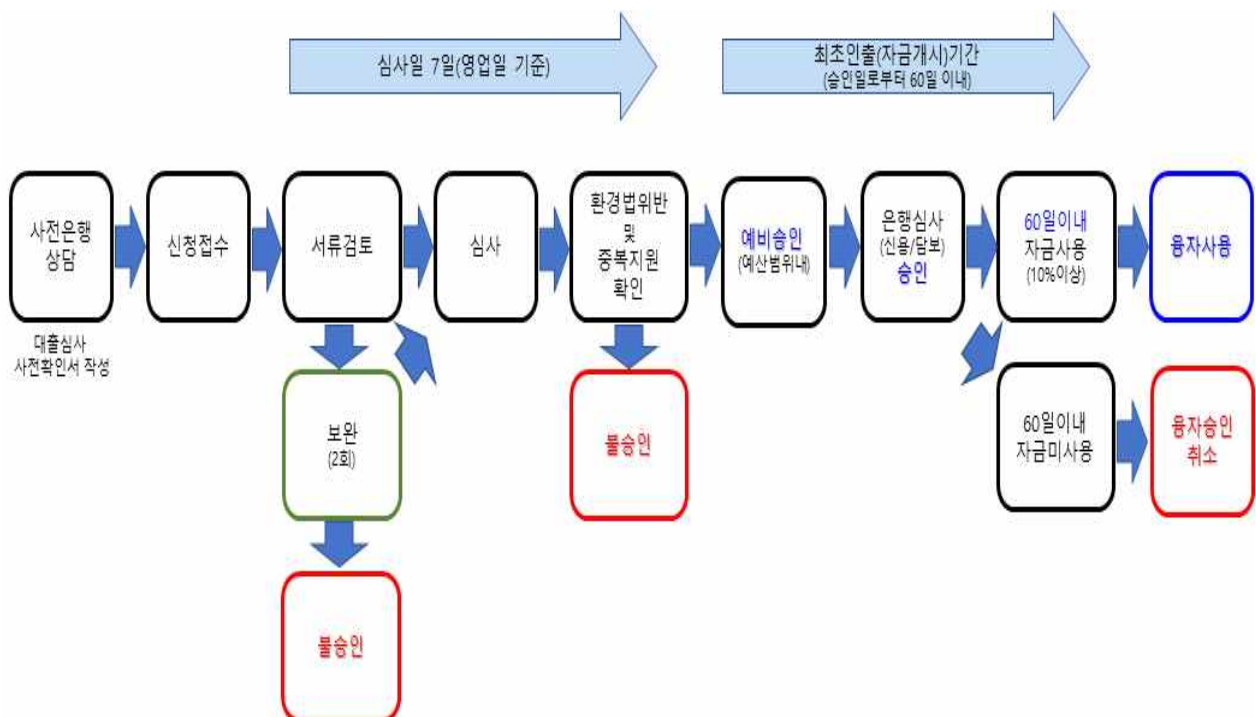 심사일 7일(영업일 기준)
최초인출(자금개시)기간
(승인일로부터 60일 이내)
사전은행
상담
대출심사
사전확인서 작성
신청접수
서류검토
심사
환경법위반
및
중복지원
확인
예비승인
(예산범위내)
은행심사
(신용/담보)
승인
60일이내
자금사용
(10%이상)
융자사용
보완
(2회)
불승인
60일이내
자금미사용
융자승인
취소
불승인